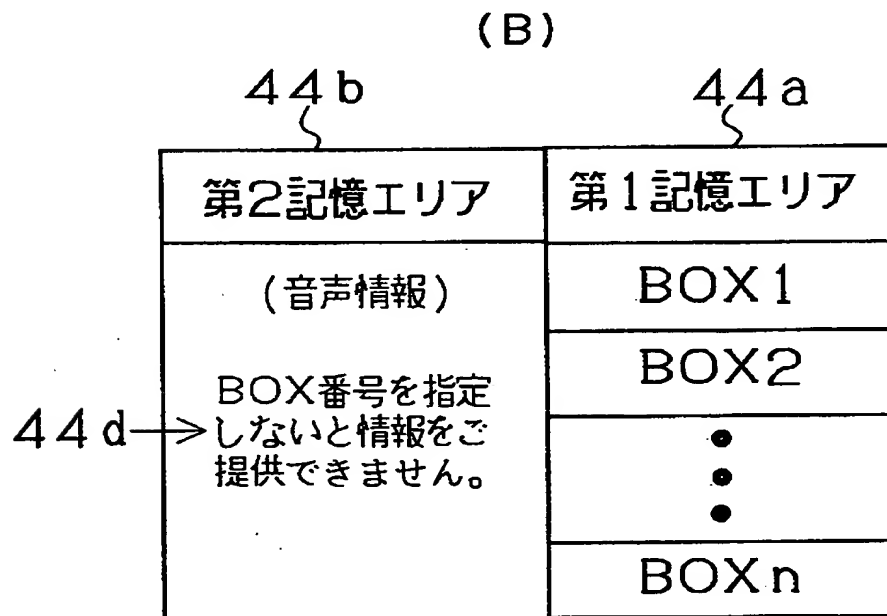 (B)
44b
44a
第2記憶エリア
第1記憶エリア
(音声情報)
BOX1
BOX2
44d
BOX番号を指定
しないと情報をご
提供できません。
BOXn